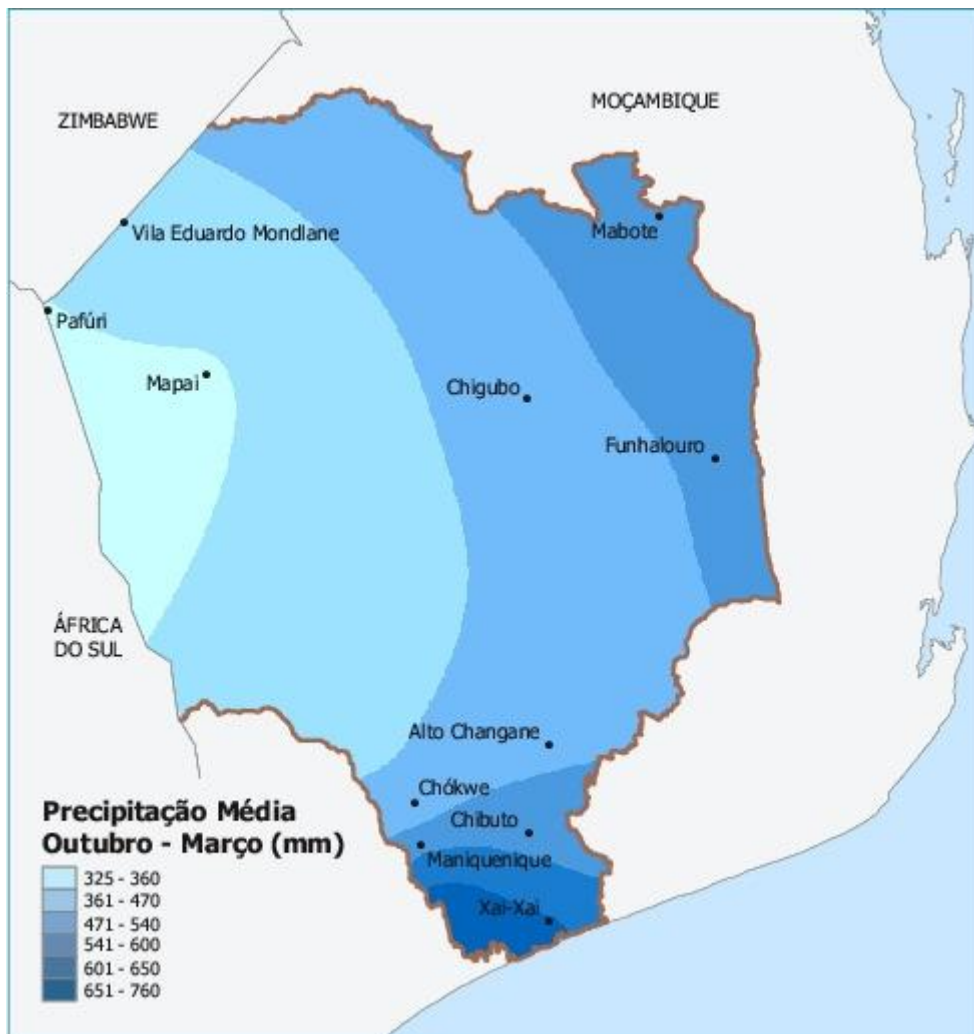 MOÇAMBIQUE
ZIMBABWE
Mabote
Vila Eduardo Mondlane
Pafúri
Mapai
Chigubo
Funhalouro
ÁFRICA
DO SUL
Alto Changane
Chókwe
Chibuto
Maniquenique
Xai-Xai
Precipitação Média
Outubro - Março (mm)
325 - 360
361 - 470
471 - 540
541 - 600
601 - 650
651 - 760